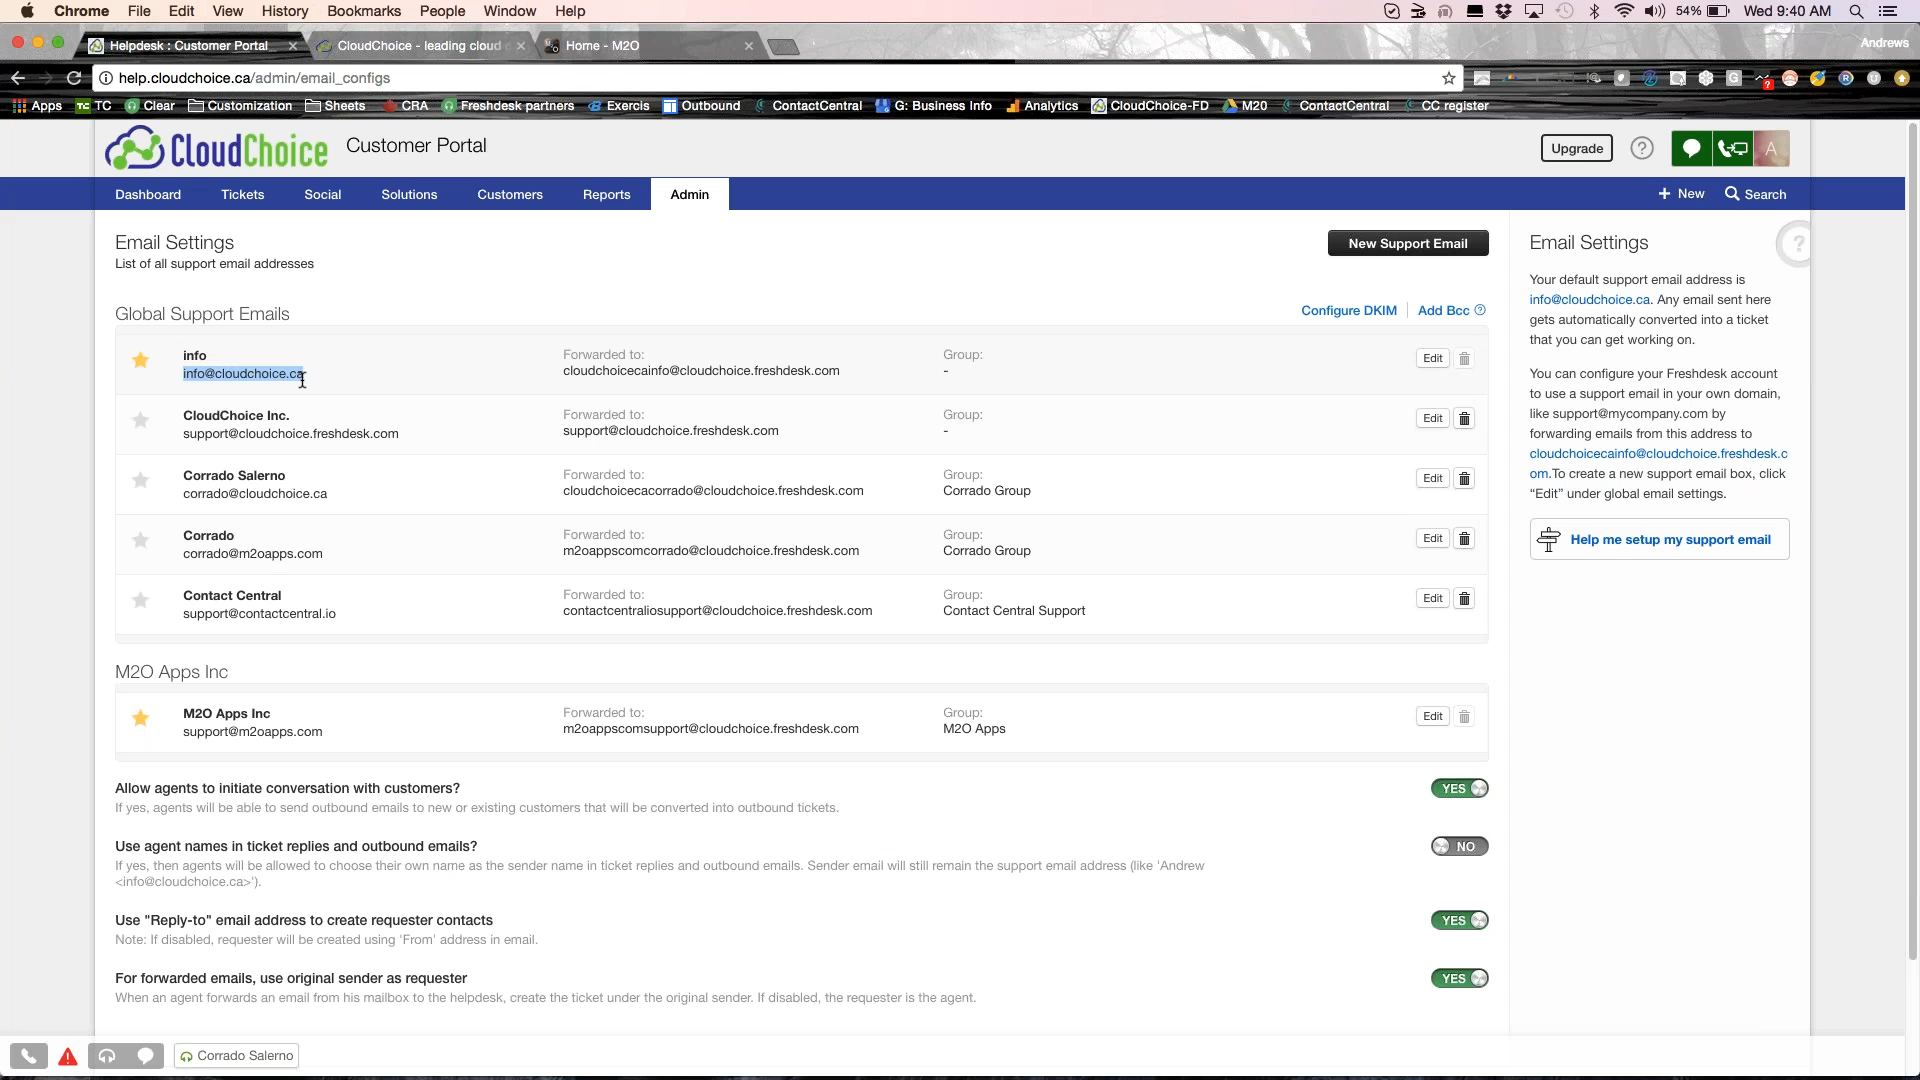 Chrome File Edit View History Bookmarks People Window Help 54% Wed 9:40 AM
Helpdesk : Customer Portal CloudChoice - leading cloud Home - M2O Andrews
help.cloudchoice.ca/admin/email_configs
Apps TC Clear Customization Sheets CRA Freshdesk partners Exercis Outbound ContactCentral G: Business Info Analytics CloudChoice-FD M20 ContactCentral CC register
CloudChoice Customer Portal Upgrade ? A
Dashboard Tickets Social Solutions Customers Reports Admin + New Search
Email Settings
List of all support email addresses
New Support Email
Global Support Emails
Configure DKIM Add Bcc ?
info
info@cloudchoice.ca
Forwarded to:
cloudchoicecainfo@cloudchoice.freshdesk.com
Group:
-
Edit
CloudChoice Inc.
support@cloudchoice.freshdesk.com
Forwarded to:
support@cloudchoice.freshdesk.com
Group:
-
Edit
Corrado Salerno
corrado@cloudchoice.ca
Forwarded to:
cloudchoicecacorrado@cloudchoice.freshdesk.com
Group:
Corrado Group
Edit
Corrado
corrado@m2oapps.com
Forwarded to:
m2oappscomcorrado@cloudchoice.freshdesk.com
Group:
Corrado Group
Edit
Contact Central
support@contactcentral.io
Forwarded to:
contactcentraliosupport@cloudchoice.freshdesk.com
Group:
Contact Central Support
Edit
M2O Apps Inc
M2O Apps Inc
support@m2oapps.com
Forwarded to:
m2oappscomsupport@cloudchoice.freshdesk.com
Group:
M2O Apps
Edit
Allow agents to initiate conversation with customers?
If yes, agents will be able to send outbound emails to new or existing customers that will be converted into outbound tickets.
YES
Use agent names in ticket replies and outbound emails?
If yes, then agents will be allowed to choose their own name as the sender name in ticket replies and outbound emails. Sender email will still remain the support email address (like 'Andrew
<info@cloudchoice.ca>').
NO
Use "Reply-to" email address to create requester contacts
Note: If disabled, requester will be created using 'From' address in email.
YES
For forwarded emails, use original sender as requester
When an agent forwards an email from his mailbox to the helpdesk, create the ticket under the original sender. If disabled, the requester is the agent.
YES
Email Settings
?
Your default support email address is
info@cloudchoice.ca. Any email sent here
gets automatically converted into a ticket
that you can get working on.
You can configure your Freshdesk account
to use a support email in your own domain,
like support@mycompany.com by
forwarding emails from this address to
cloudchoicecainfo@cloudchoice.freshdesk.c
om.To create a new support email box, click
“Edit” under global email settings.
Help me setup my support email
Corrado Salerno